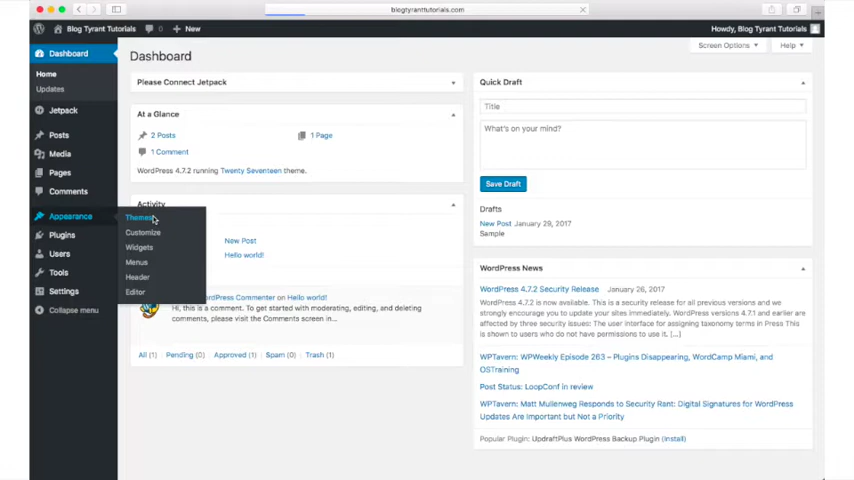 blogtyranttutorials.com
Blog Tyrant Tutorials 0 + New Howdy, Blog Tyrant Tutorials
Screen Options Help
Dashboard
Home
Updates
Jetpack
Posts
Media
Pages
Comments
Appearance
Plugins
Users
Tools
Settings
Collapse menu
Themes
Customize
Widgets
Menus
Header
Editor
Dashboard
Please Connect Jetpack
At a Glance
2 Posts 1 Page
1 Comment
WordPress 4.7.2 running Twenty Seventeen theme.
Activity
New Post
Hello world!
WordPress Commenter on Hello world!
Hi, this is a comment. To get started with moderating, editing, and deleting
comments, please visit the Comments screen in...
All (1) Pending (0) Approved (1) Spam (0) Trash (1)
Quick Draft
Title
What's on your mind?
Save Draft
Drafts
New Post January 29, 2017
Sample
WordPress News
WordPress 4.7.2 Security Release January 26, 2017
WordPress 4.7.2 is now available. This is a security release for all previous versions and we
strongly encourage you to update your sites immediately. WordPress versions 4.7.1 and earlier are
affected by three security issues: The user interface for assigning taxonomy terms in Press This
is shown to users who do not have permissions to use it. [...]
WPTavern: WPWeekly Episode 263 – Plugins Disappearing, WordCamp Miami, and
OSTraining
Post Status: LoopConf in review
WPTavern: Matt Mullenweg Responds to Security Rant: Digital Signatures for WordPress
Updates Are Important but Not a Priority
Popular Plugin: UpdraftPlus WordPress Backup Plugin (Install)